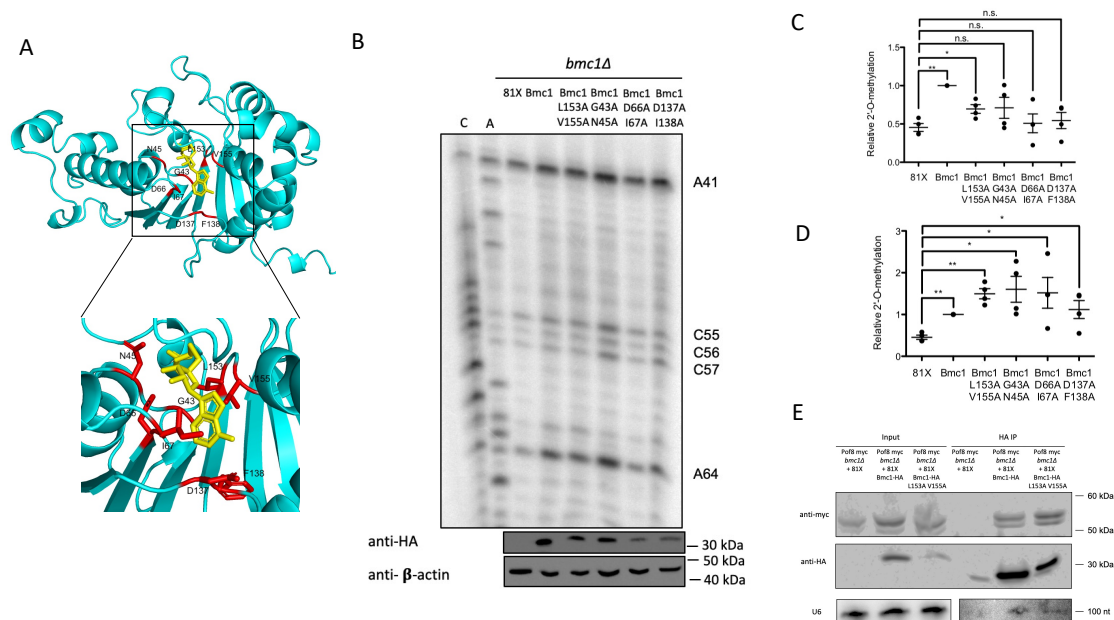 A
N45
L153
V155
G43
D66
I67
D137
F138
N45
L153
V155
G43
D66
I67
F138
D137
B
bmc1Δ
81X Bmc1 Bmc1 Bmc1 Bmc1 Bmc1
L153A G43A D66A D137A
V155A N45A I67A I138A
C A
A41
C55
C56
C57
A64
anti-HA
30 kDa
50 kDa
anti- β-actin
40 kDa
C
n.s.
n.s.
n.s.
*
**
Relative 2'-O-methylation
1.5
1.0
0.5
0.0
81X Bmc1 Bmc1 Bmc1 Bmc1 Bmc1
L153A G43A D66A D137A
V155A N45A I67A F138A
D
*
*
*
**
**
Relative 2'-O-methylation
3
2
1
0
81X Bmc1 Bmc1 Bmc1 Bmc1 Bmc1
L153A G43A D66A D137A
V155A N45A I67A F138A
E
Input HA IP
Pof8 myc Pof8 myc Pof8 myc Pof8 myc Pof8 myc Pof8 myc
bmc1Δ bmc1Δ bmc1Δ bmc1Δ bmc1Δ bmc1Δ
+ 81X + 81X + 81X + 81X + 81X + 81X
Bmc1-HA Bmc1-HA Bmc1-HA Bmc1-HA
L153A V155A L153A V155A
anti-myc
60 kDa
50 kDa
anti-HA
30 kDa
U6
100 nt